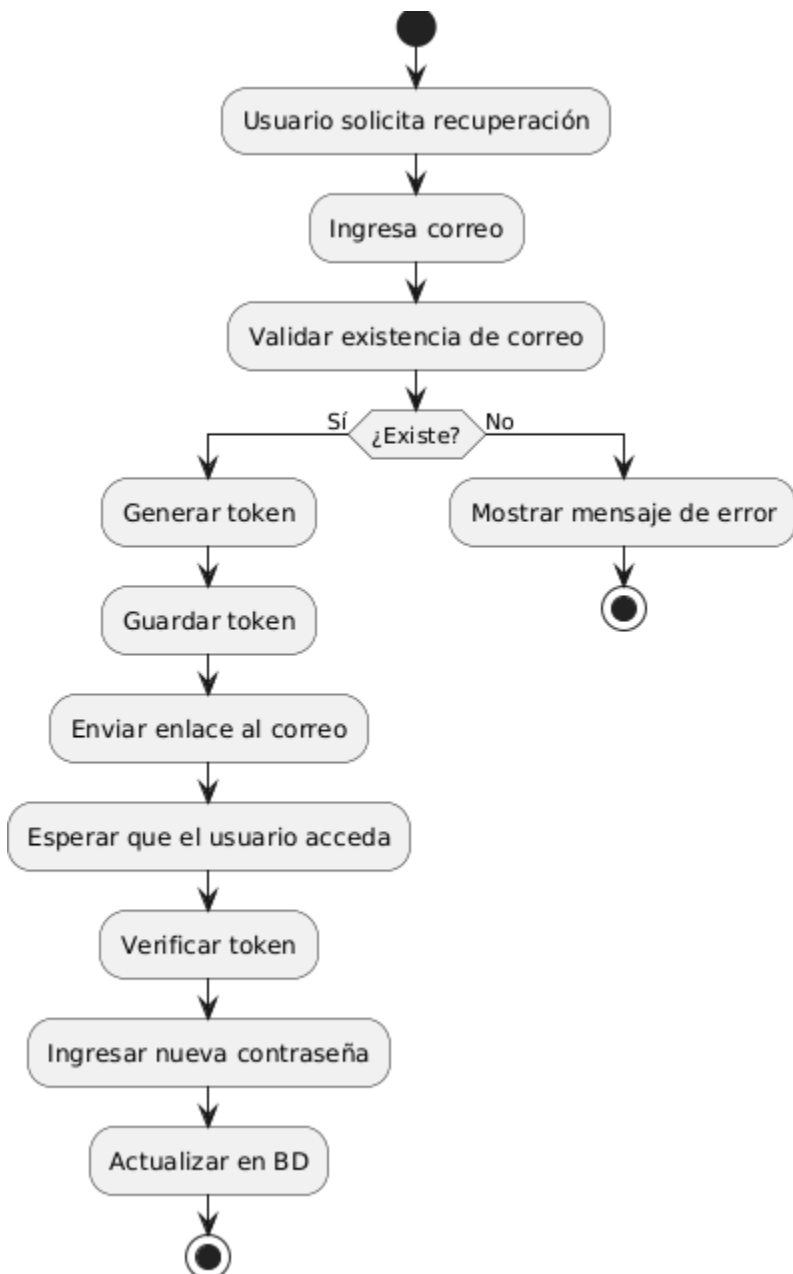 Usuario solicita recuperación
Ingresa correo
Validar existencia de correo
Sí
¿Existe?
No
Generar token
Mostrar mensaje de error
Guardar token
Enviar enlace al correo
Esperar que el usuario acceda
Verificar token
Ingresar nueva contraseña
Actualizar en BD